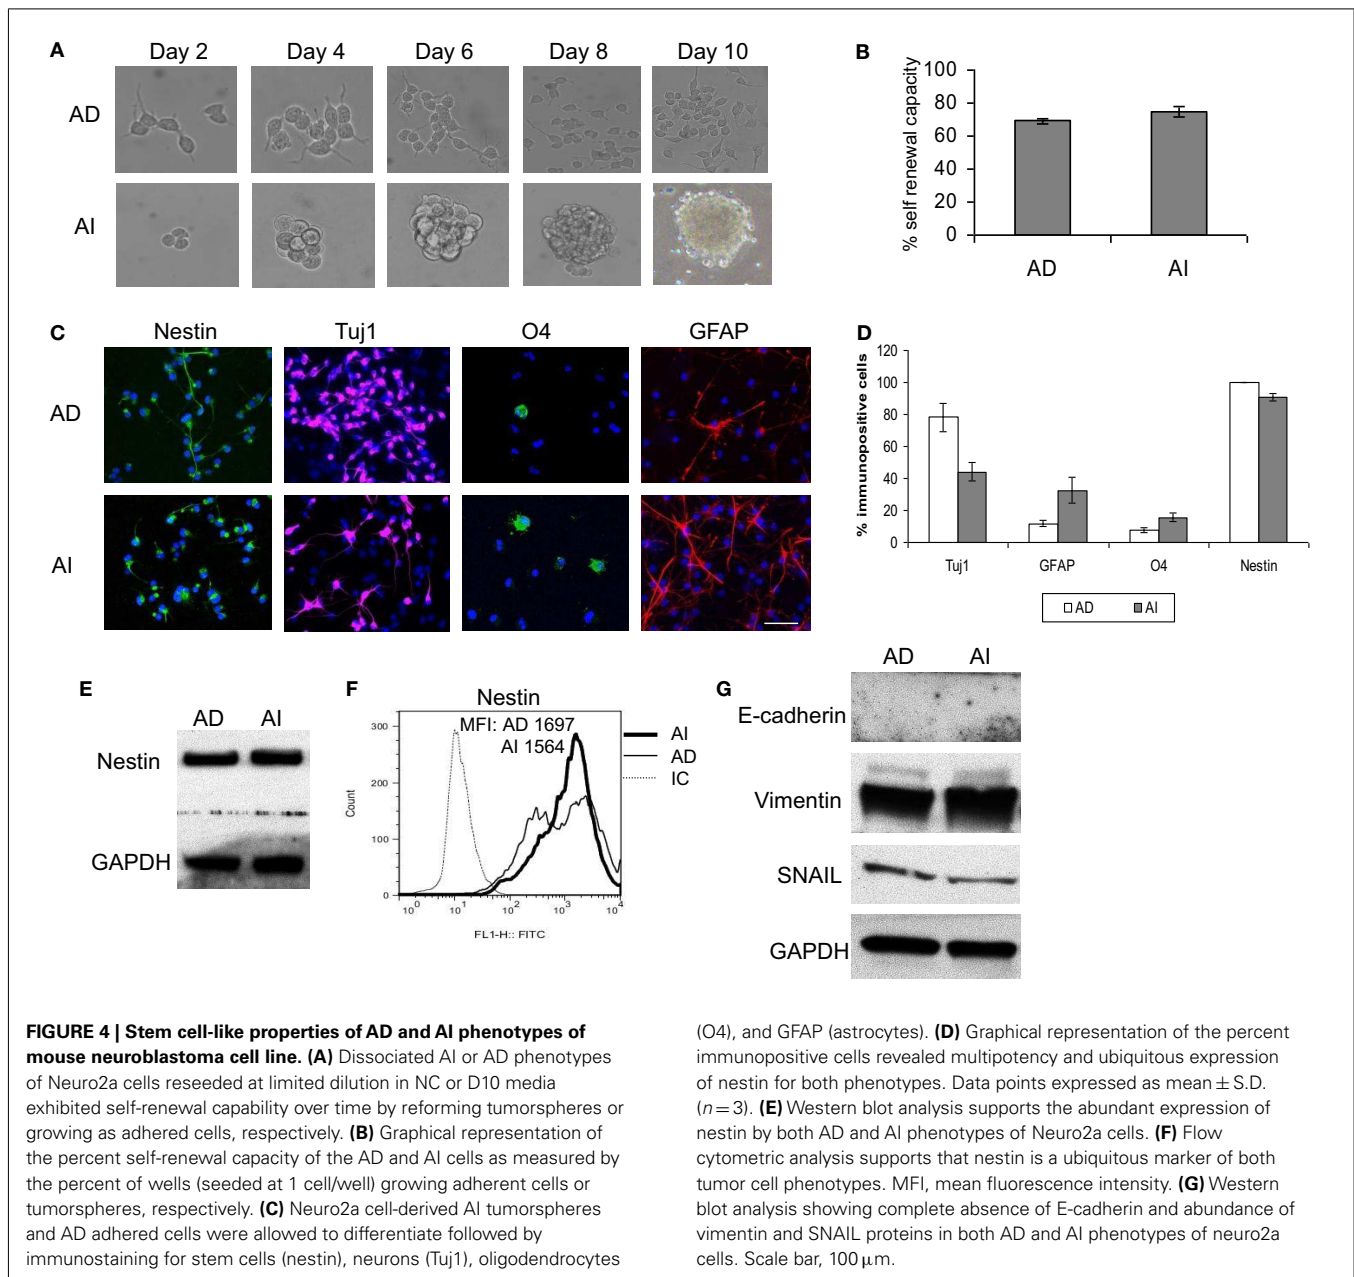 A
Day 2 Day 4 Day 6 Day 8 Day 10
AD
AI
B
% self renewal capacity
100
80
60
40
20
0
AD AI
C
Nestin Tuj1 O4 GFAP
AD
AI
D
% immunopositive cells
120
100
80
60
40
20
0
Tuj1 GFAP O4 Nestin
AD AI
E
AD AI
Nestin
GAPDH
F
Nestin
MFI: AD 1697
AI 1564
AI
AD
IC
Count
300
200
100
0
10^0 10^1 10^2 10^3 10^4
FL1-H:: FITC
G
AD AI
E-cadherin
Vimentin
SNAIL
GAPDH
FIGURE 4 | Stem cell-like properties of AD and AI phenotypes of
mouse neuroblastoma cell line. (A) Dissociated AI or AD phenotypes
of Neuro2a cells reseeded at limited dilution in NC or D10 media
exhibited self-renewal capability over time by reforming tumorspheres or
growing as adhered cells, respectively. (B) Graphical representation of
the percent self-renewal capacity of the AD and AI cells as measured by
the percent of wells (seeded at 1 cell/well) growing adherent cells or
tumorspheres, respectively. (C) Neuro2a cell-derived AI tumorspheres
and AD adhered cells were allowed to differentiate followed by
immunostaining for stem cells (nestin), neurons (Tuj1), oligodendrocytes
(O4), and GFAP (astrocytes). (D) Graphical representation of the percent
immunopositive cells revealed multipotency and ubiquitous expression
of nestin for both phenotypes. Data points expressed as mean ± S.D.
(n = 3). (E) Western blot analysis supports the abundant expression of
nestin by both AD and AI phenotypes of Neuro2a cells. (F) Flow
cytometric analysis supports that nestin is a ubiquitous marker of both
tumor cell phenotypes. MFI, mean fluorescence intensity. (G) Western
blot analysis showing complete absence of E-cadherin and abundance of
vimentin and SNAIL proteins in both AD and AI phenotypes of neuro2a
cells. Scale bar, 100 μm.